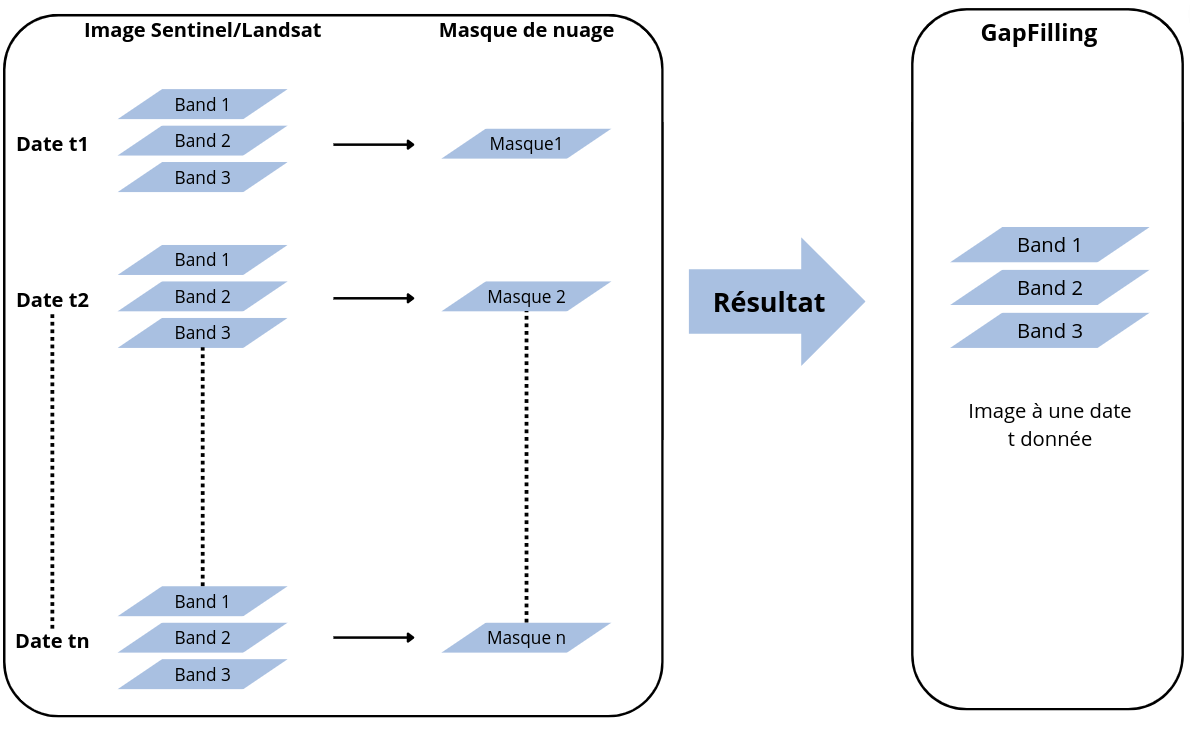 Image Sentinel/Landsat
Masque de nuage
Date t1
Band 1
Band 2
Band 3
Masque1
Date t2
Band 1
Band 2
Band 3
Masque 2
Date tn
Band 1
Band 2
Band 3
Masque n
Résultat
GapFilling
Band 1
Band 2
Band 3
Image à une date
t donnée